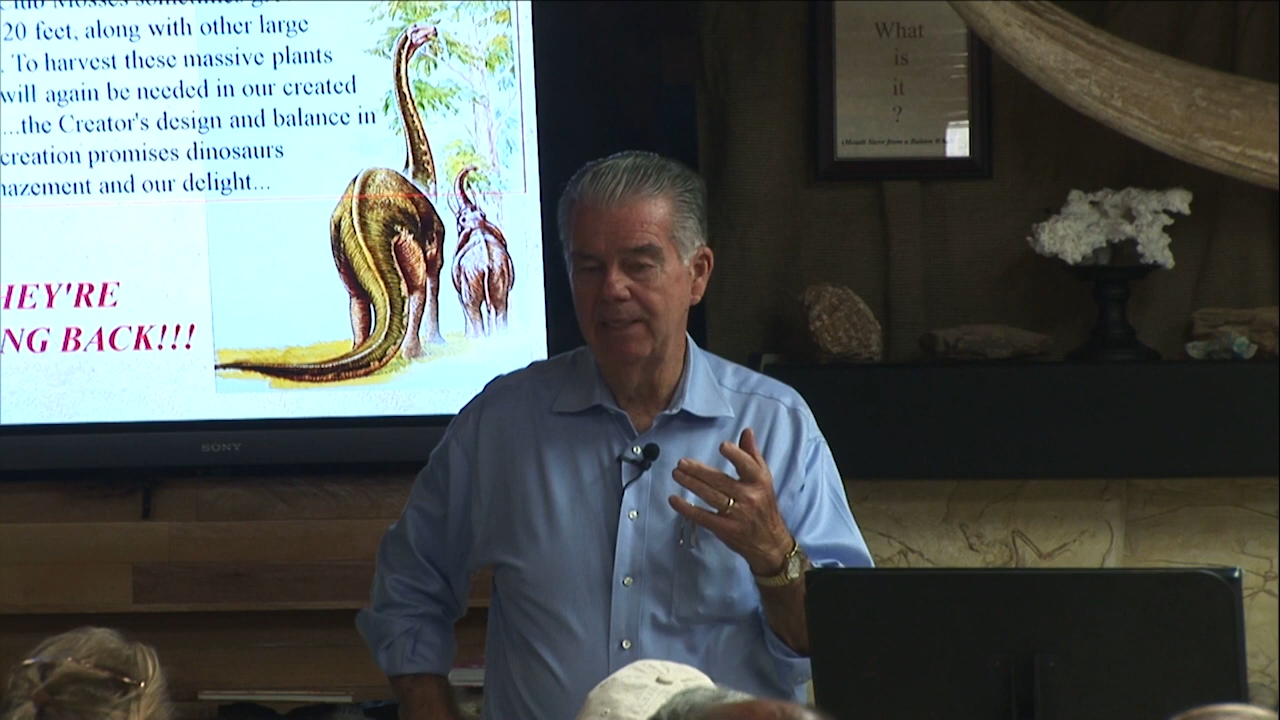 Mosses sometimes
20 feet, along with other large
. To harvest these massive plants
will again be needed in our created
...the Creator's design and balance in
creation promises dinosaurs
and our delight...
HEY'RE
NG BACK!!!
SONY
What
is
it
?